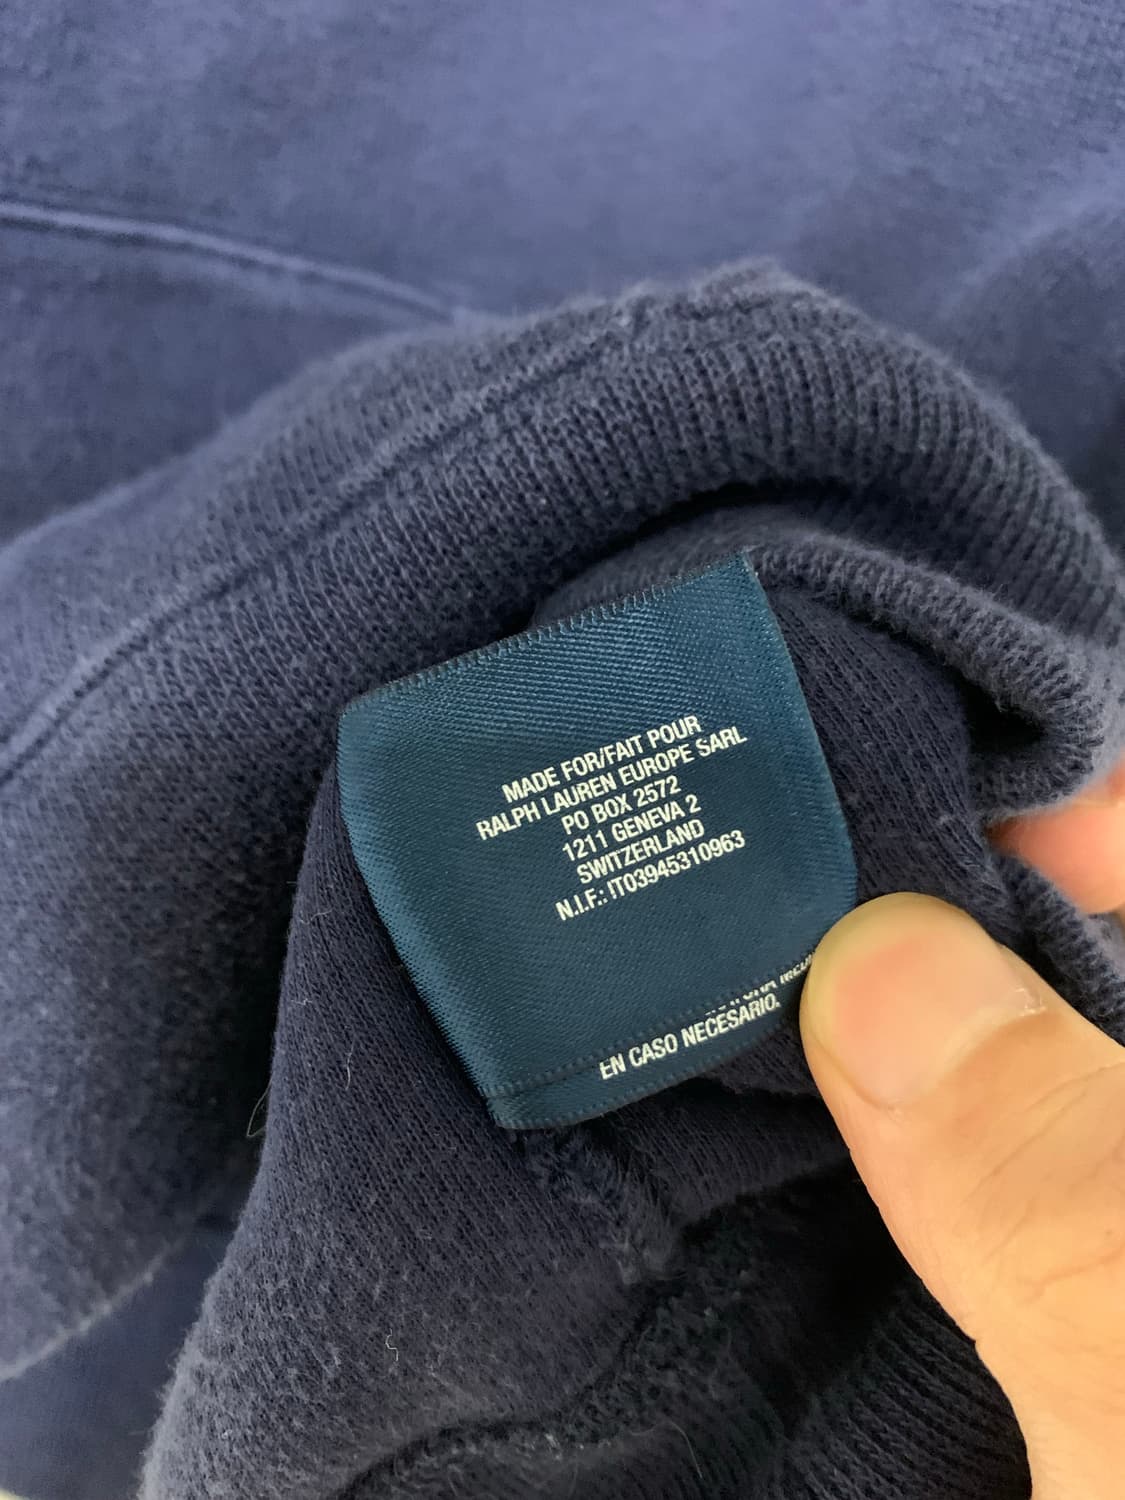 MADE FOR/FAIT POUR
RALPH LAUREN EUROPE SARL
PO BOX 2572
1211 GENEVA 2
SWITZERLAND
N.I.F.: IT03945310963
EN CASO NECESARIO.